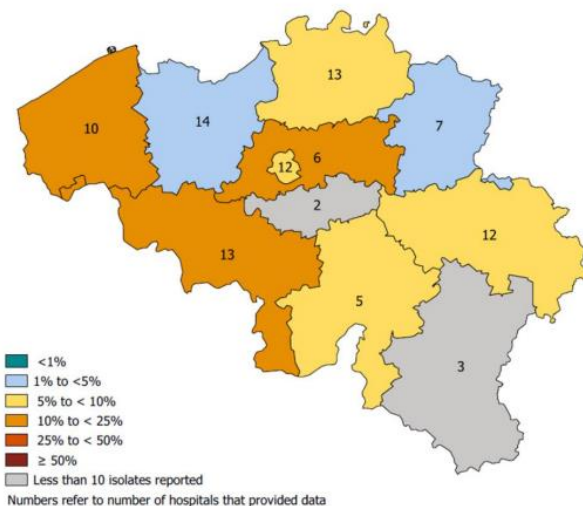 13
10
14
7
6
12
2
12
13
5
3
<1%
1% to <5%
5% to < 10%
10% to < 25%
25% to < 50%
≥ 50%
Less than 10 isolates reported
Numbers refer to number of hospitals that provided data